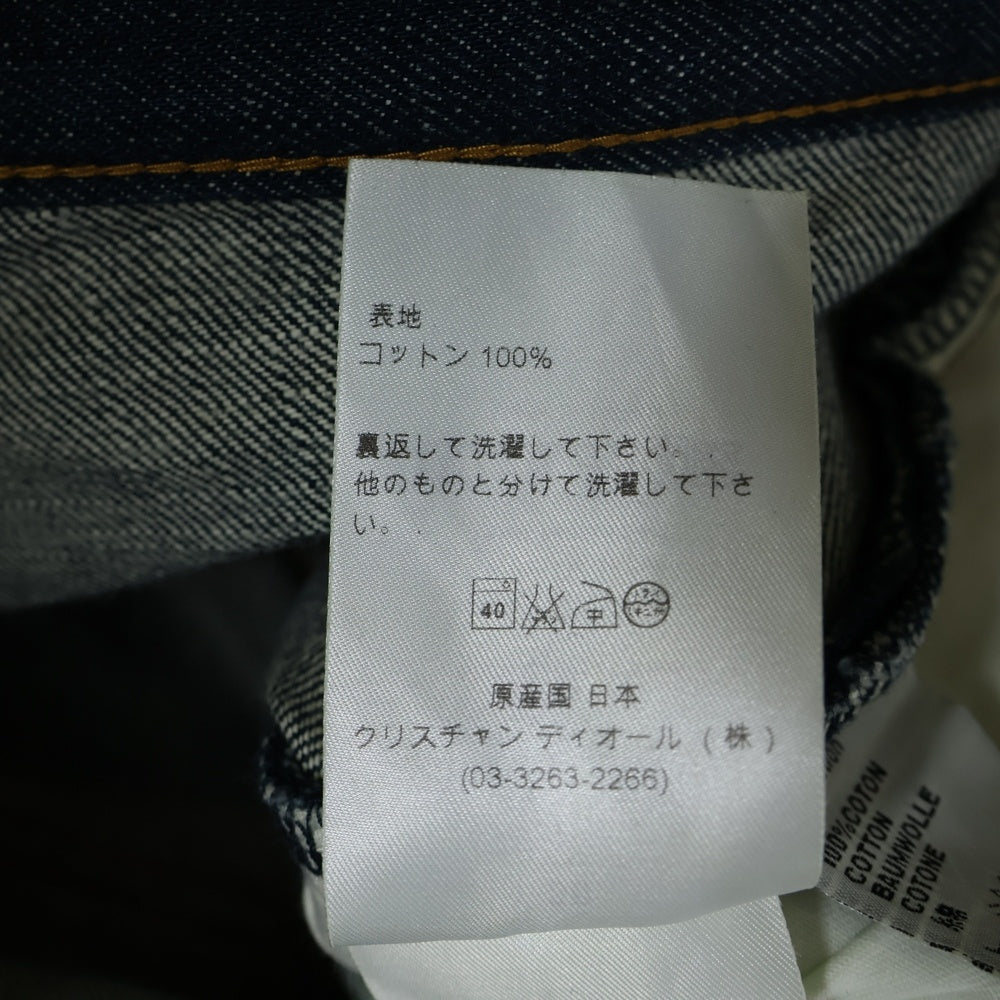 表地
コットン 100%
裏返して洗濯して下さい。
他のものと分けて洗濯して下さ
い。
40
中
原産国 日本
クリスチャン ディオール (株)
(03-3263-2266)
100%COTON
COTTON
BAUMWOLLE
COTONE
綿